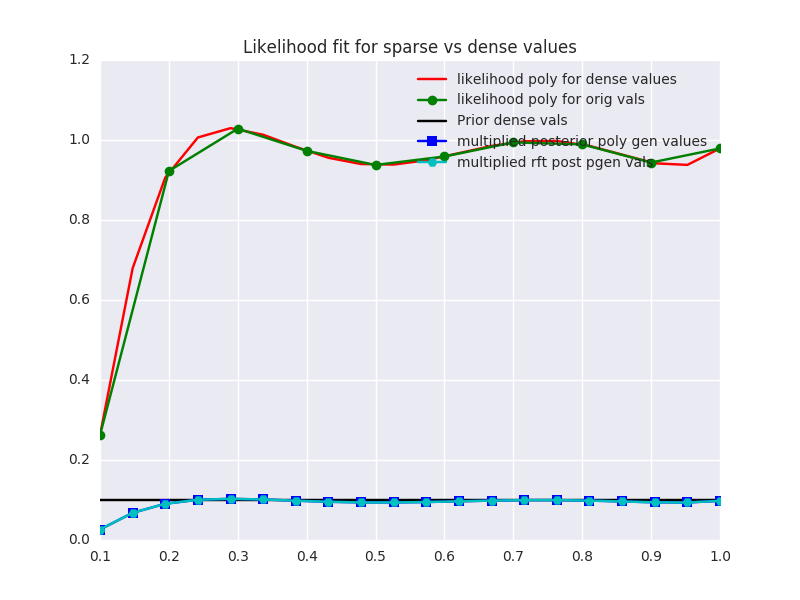 Likelihood fit for sparse vs dense values
1.2
1.0
0.8
0.6
0.4
0.2
0.0
likelihood poly for dense values
likelihood poly for orig vals
Prior dense vals
multiplied posterior poly gen values
multiplied rft post pgen vals
0.1 0.2 0.3 0.4 0.5 0.6 0.7 0.8 0.9 1.0